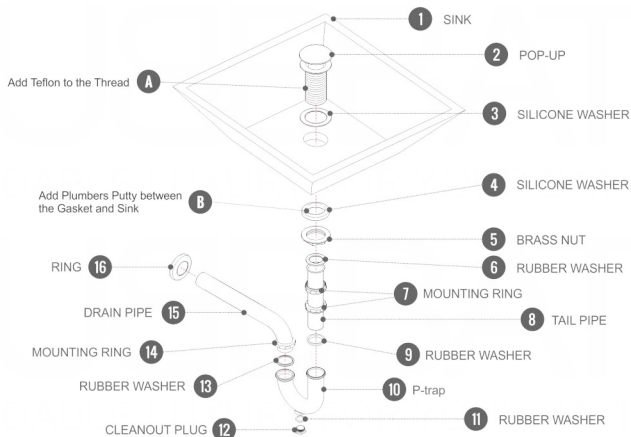 1 SINK
2 POP-UP
Add Teflon to the Thread A
3 SILICONE WASHER
4 SILICONE WASHER
Add Plumbers Putty between
the Gasket and Sink B
5 BRASS NUT
RING 16
6 RUBBER WASHER
7 MOUNTING RING
DRAIN PIPE 15
8 TAIL PIPE
MOUNTING RING 14
9 RUBBER WASHER
RUBBER WASHER 13
10 P-trap
11 RUBBER WASHER
CLEANOUT PLUG 12